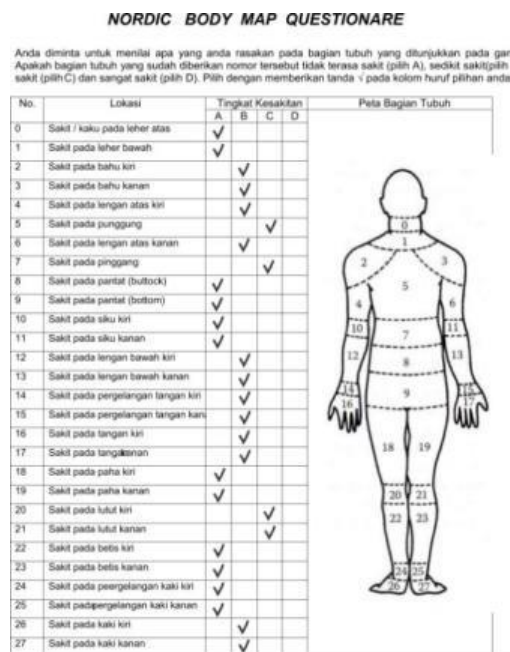 NORDIC BODY MAP QUESTIONARE
Anda diminta untuk menilai apa yang anda rasakan pada bagian tubuh yang ditunjukkan pada gar
Apakah bagian tubuh yang sudah diberikan nomor tersebut tidak terasa sakit (pilih A), sedikit sakit(pilih
sakit (pilih C) dan sangat sakit (pilih D). Pilih dengan memberikan tanda √ pada kolom huruf pilihan anda
No. Lokasi Tingkat Kesakitan Peta Bagian Tubuh
A B C D
0 Sakit / kaku pada leher atas √
1 Sakit pada leher bawah √
2 Sakit pada bahu kiri √
3 Sakit pada bahu kanan √
4 Sakit pada lengan atas kiri √
5 Sakit pada punggung √
6 Sakit pada lengan atas kanan √
7 Sakit pada pinggang √
8 Sakit pada pantat (buttock) √
9 Sakit pada pantat (bottom) √
10 Sakit pada siku kiri √
11 Sakit pada siku kanan √
12 Sakit pada lengan bawah kiri √
13 Sakit pada lengan bawah kanan √
14 Sakit pada pergelangan tangan kiri √
15 Sakit pada pergelangan tangan kan √
16 Sakit pada tangan kiri √
17 Sakit pada √
18 Sakit pada paha kiri √
19 Sakit pada paha kanan √
20 Sakit pada lutut kiri √
21 Sakit pada lutut kanan √
22 Sakit pada betis kiri √
23 Sakit pada betis kanan √
24 Sakit pada peergelangan kaki kiri √
25 Sakit padapergelangan kaki kanan √
26 Sakit pada kaki kiri √
27 Sakit pada kaki kanan √
0
1
2 3
5
4 6
10 11
7
12 13
8
14 15
16 17
9
18 19
20 21
22 23
24 25
26 27